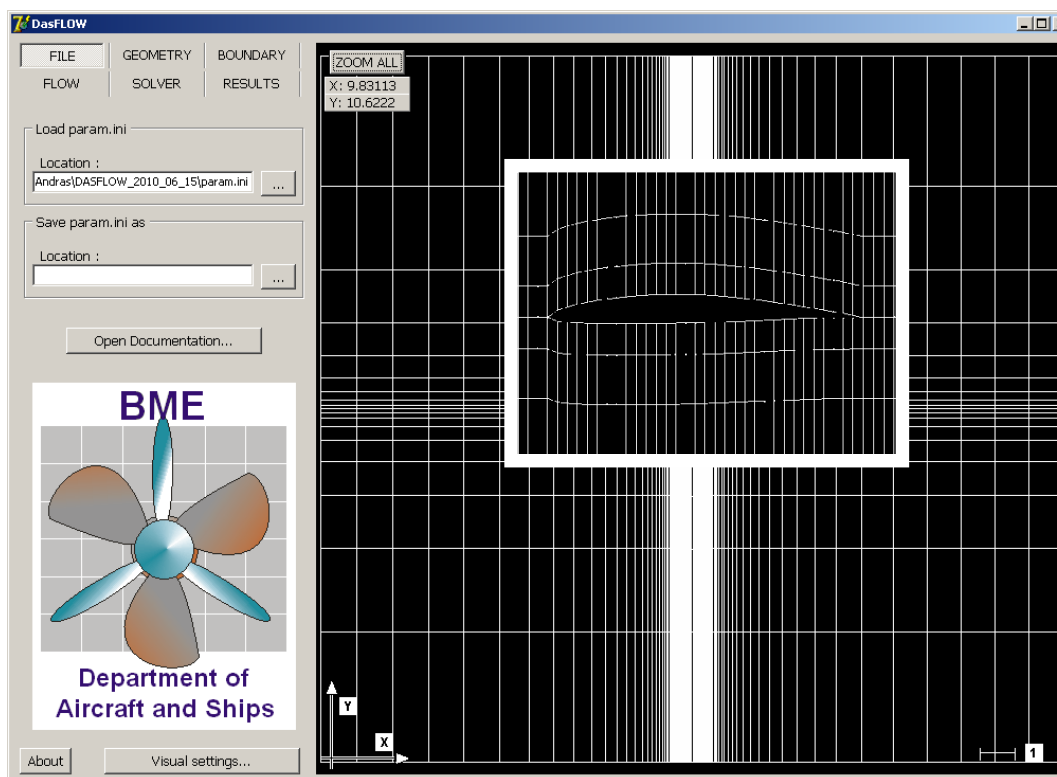 DasFLOW
FILE GEOMETRY BOUNDARY
FLOW SOLVER RESULTS
Load param.ini
Location :
Andras\DASFLOW_2010_06_15\param.ini ...
Save param.ini as
Location :
...
Open Documentation...
BME
Department of
Aircraft and Ships
About Visual settings...
ZOOM ALL
X: 9.83113
Y: 10.6222
Y
X
1